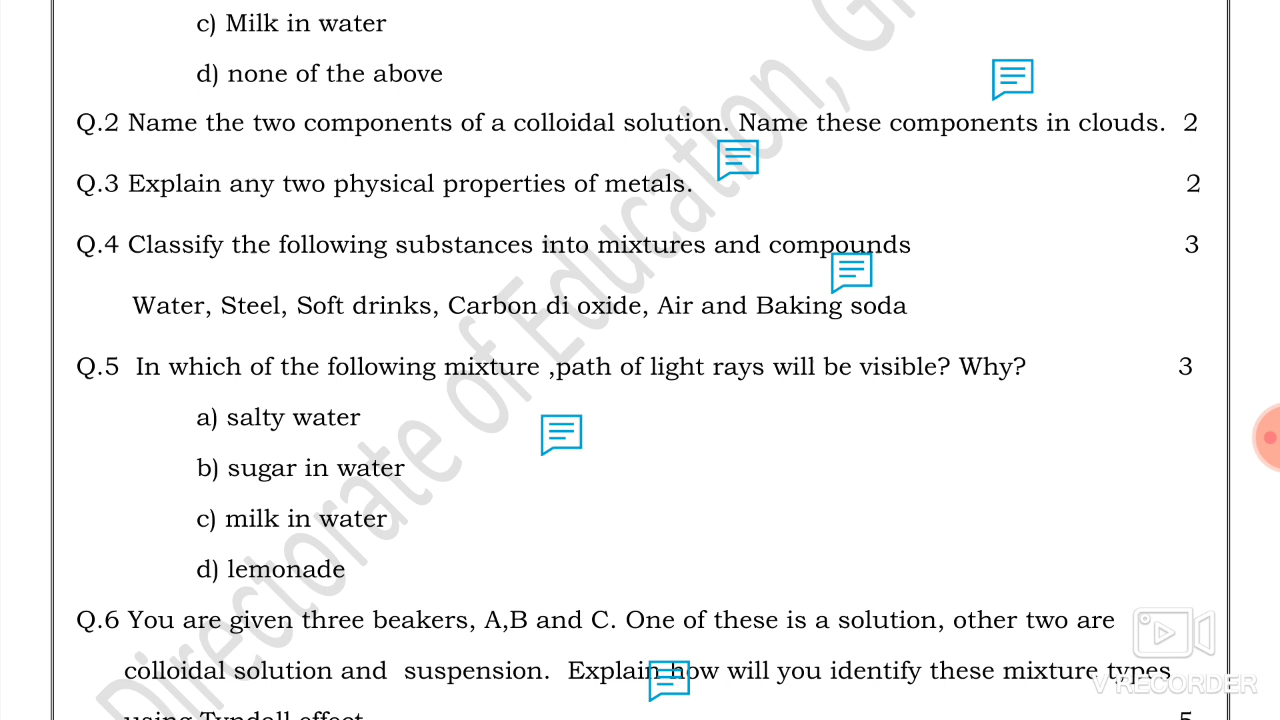 c) Milk in water
d) none of the above
Q.2 Name the two components of a colloidal solution. Name these components in clouds. 2
Q.3 Explain any two physical properties of metals. 2
Q.4 Classify the following substances into mixtures and compounds 3
Water, Steel, Soft drinks, Carbon di oxide, Air and Baking soda
Q.5 In which of the following mixture ,path of light rays will be visible? Why? 3
a) salty water
b) sugar in water
c) milk in water
d) lemonade
Q.6 You are given three beakers, A,B and C. One of these is a solution, other two are
colloidal solution and suspension. Explain how will you identify these mixture types
using Tyndall effect 5
Directorate of Education, G
V RECORDER